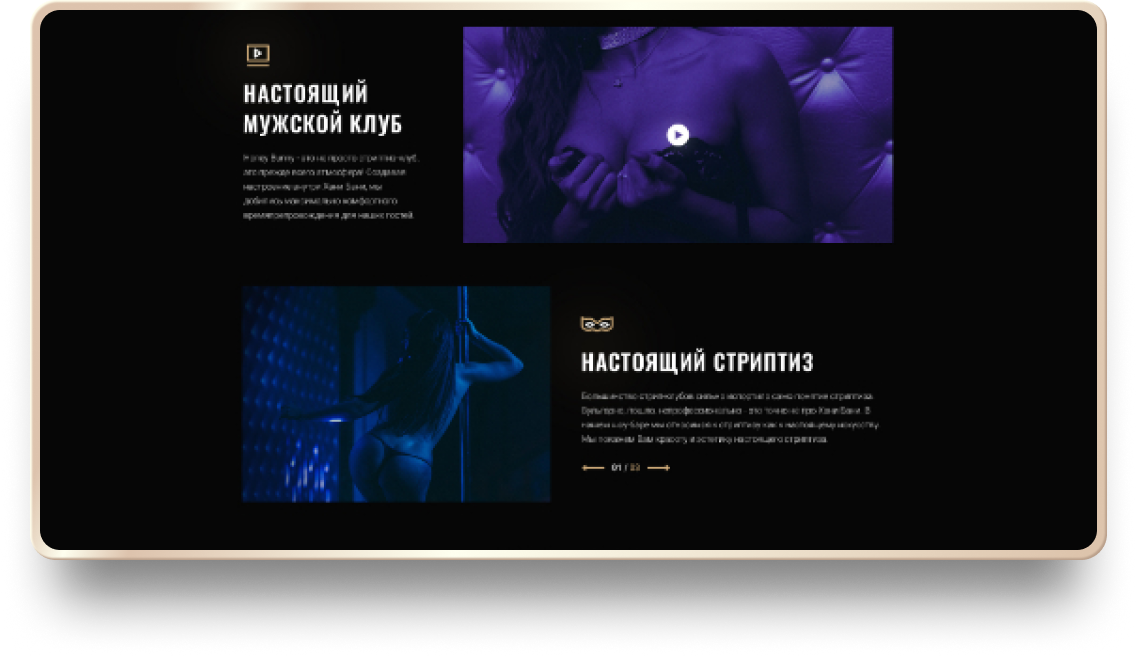 НАСТОЯЩИЙ
МУЖСКОЙ КЛУБ
Honey Bunny - это не просто стриптиз-клуб,
это прежде всего атмосфера! Создавая
настроение внутри Хани Бани, мы
добились максимально комфортного
времяпрепровождения для наших гостей.
НАСТОЯЩИЙ СТРИПТИЗ
Большинство стрипклубов сильно испортило само понятие стриптиза.
Вульгарно, пошло, непрофессионально - это точно не про Хани Бани. В
нашем шоу-баре мы относимся к стриптизу как к настоящему искусству.
Мы покажем Вам красоту и эстетику настоящего стриптиза.
01 / 03